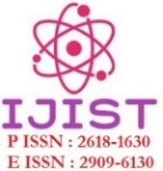 IJIST
P ISSN : 2618-1630
E ISSN : 2909-6130